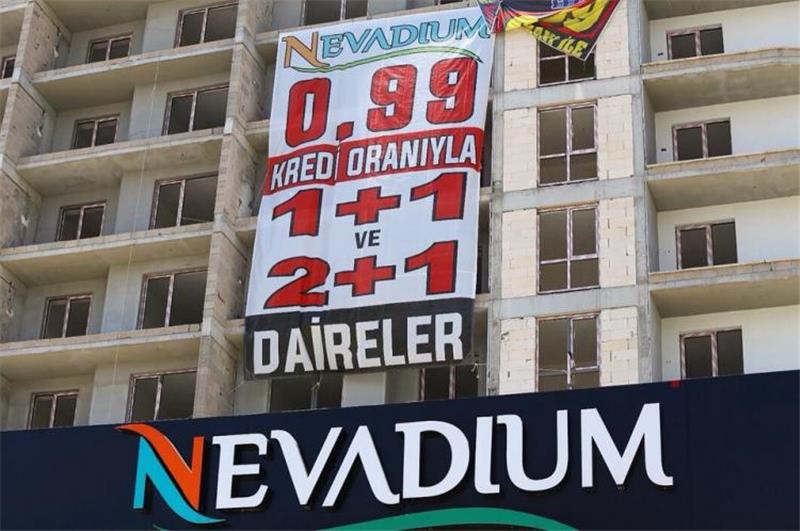 NEVADIUM
0.99
KREDİ ORANIYLA
1+1
VE
2+1
DAİRELER
NEVADIUM